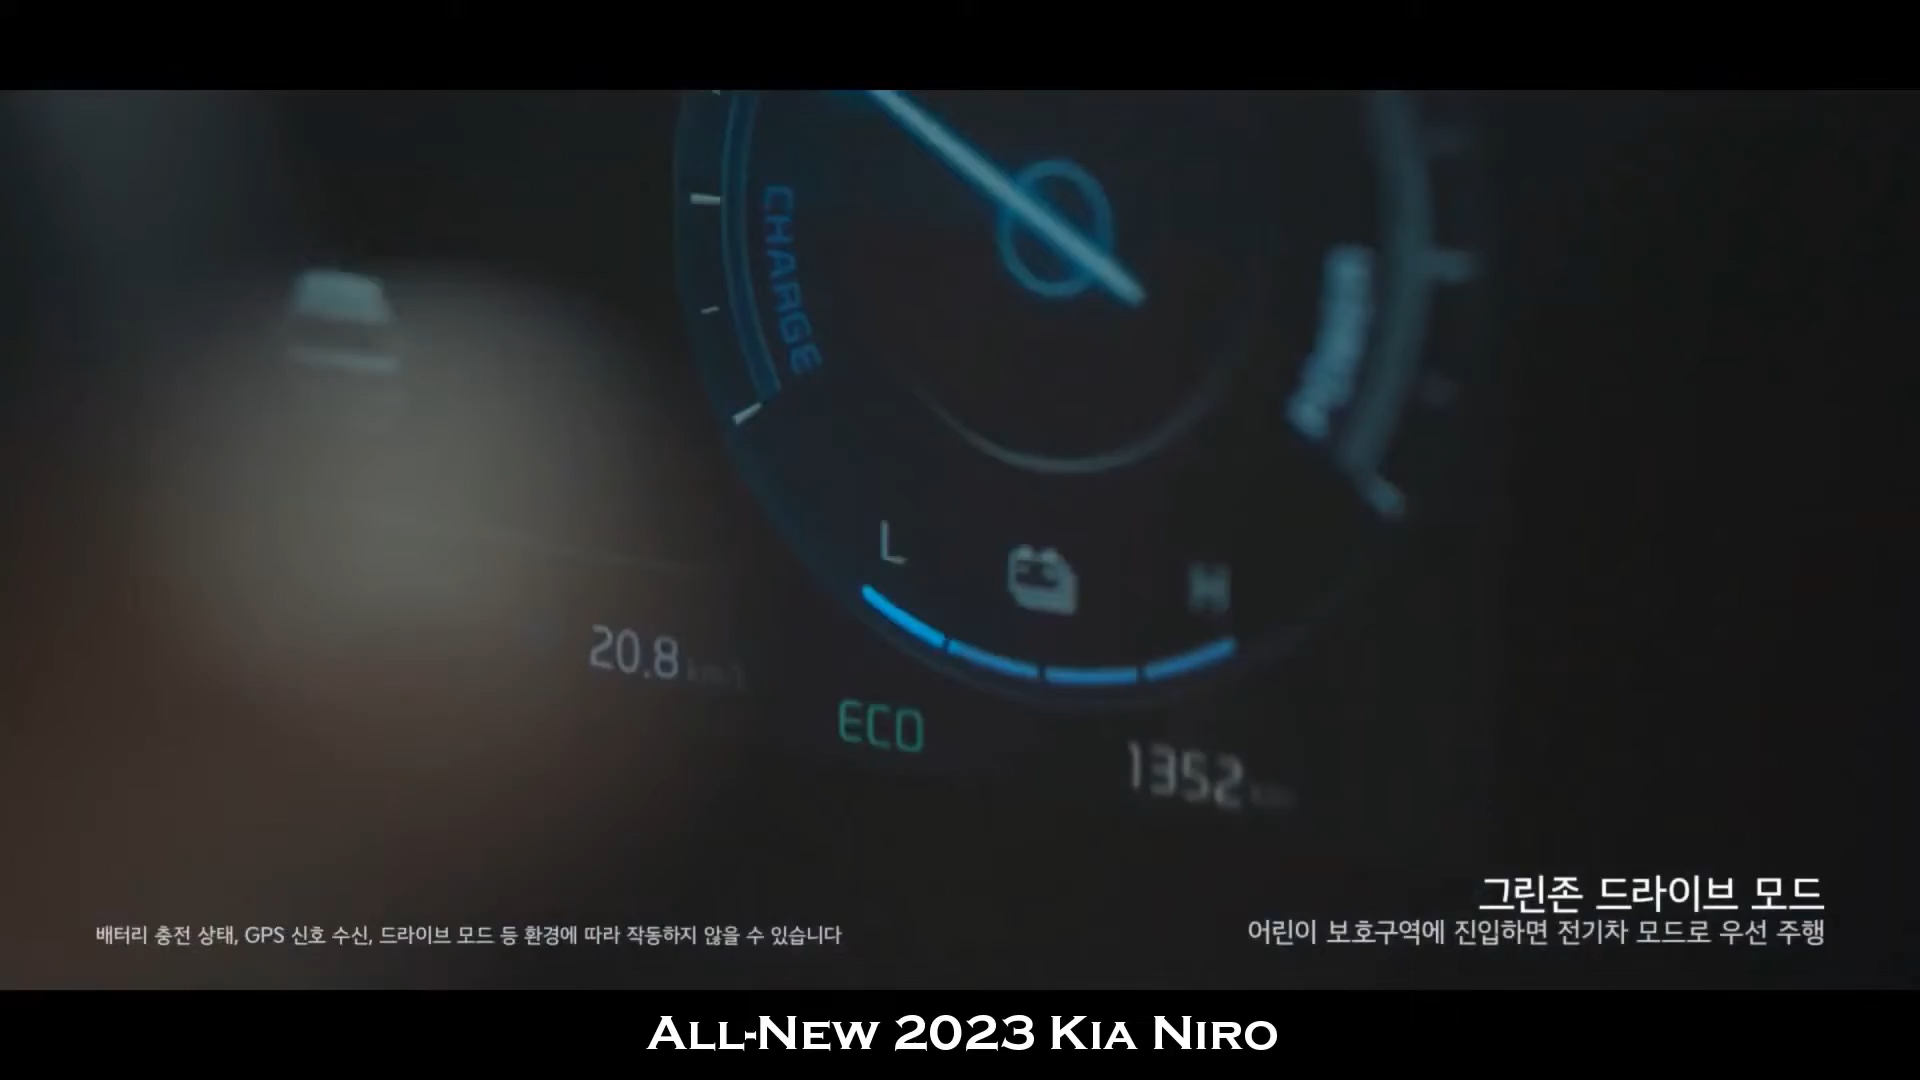 CHARGE
L
H
20.8 km/l
ECO
1352 km
그린존 드라이브 모드
어린이 보호구역에 진입하면 전기차 모드로 우선 주행
배터리 충전 상태, GPS 신호 수신, 드라이브 모드 등 환경에 따라 작동하지 않을 수 있습니다
All-New 2023 Kia Niro